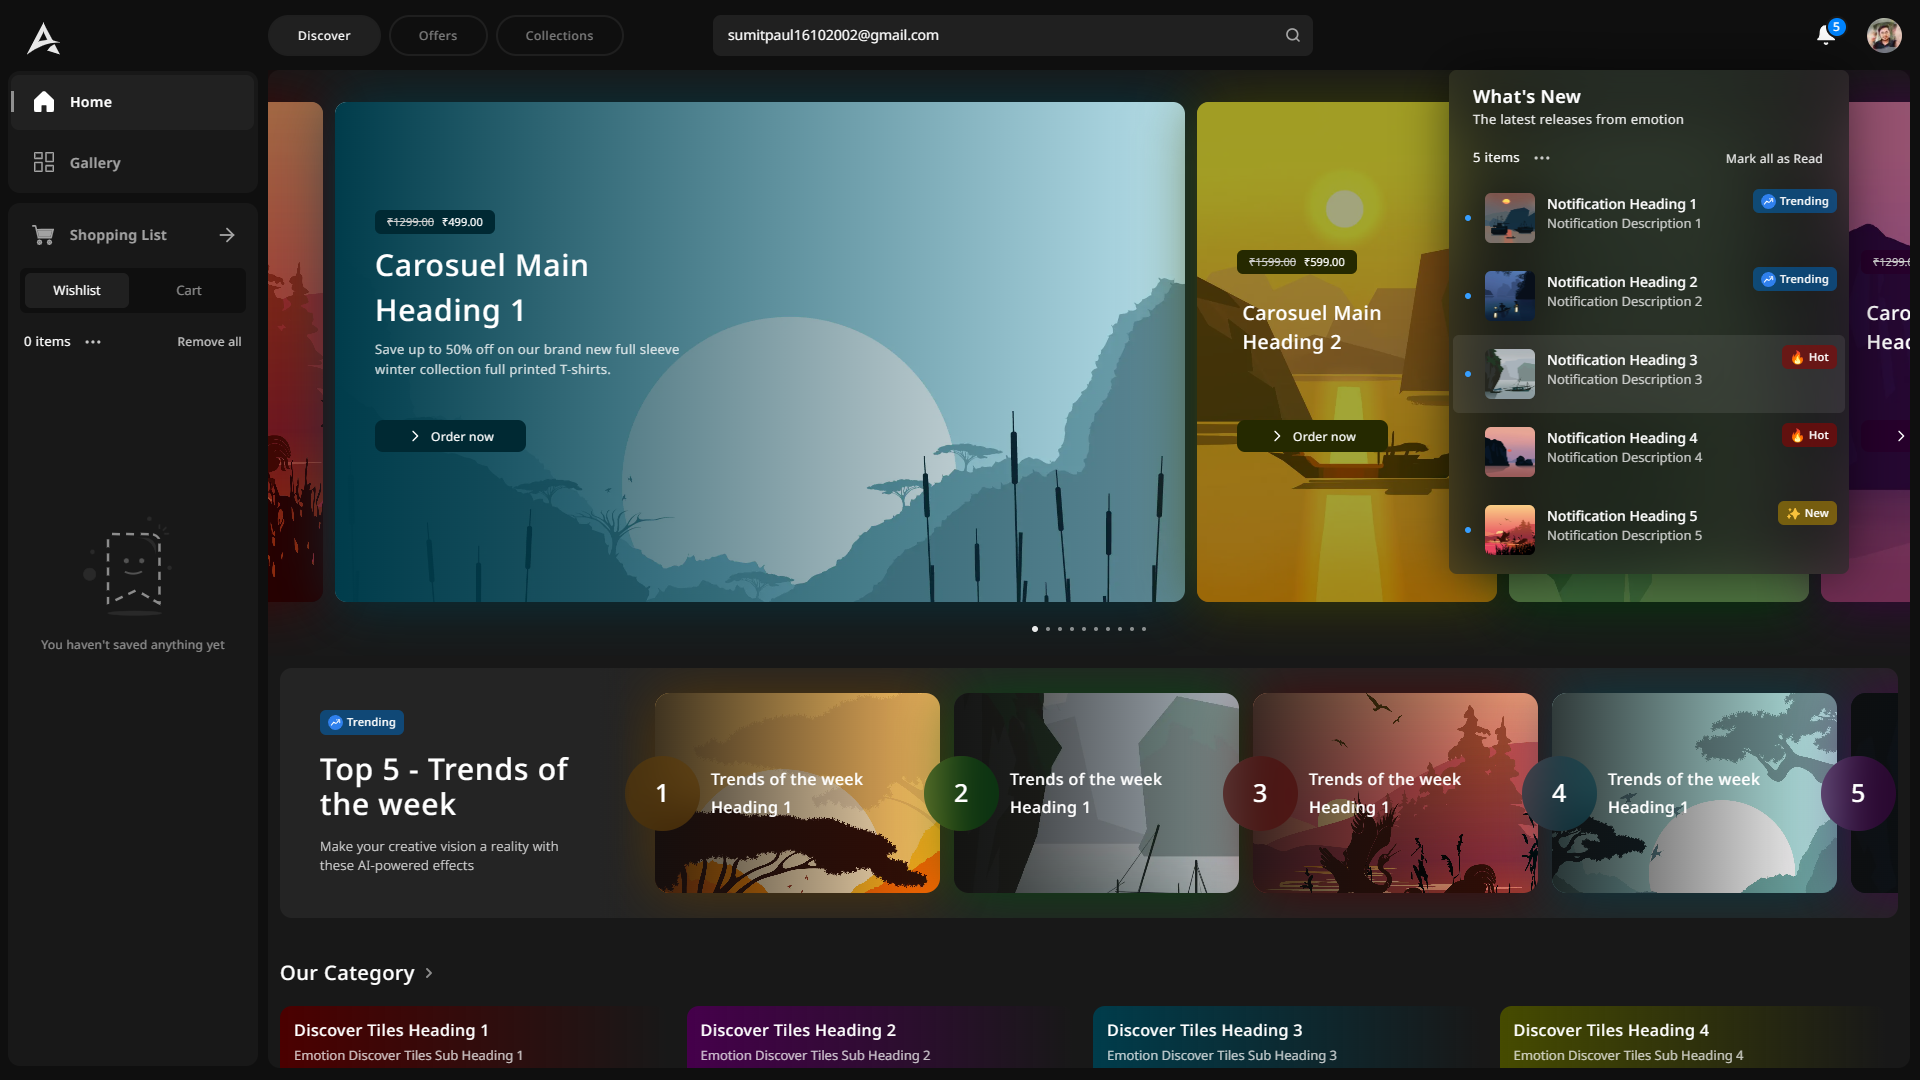 Discover
Offers
Collections
sumitpaul16102002@gmail.com
5
Home
Gallery
Shopping List
Wishlist
Cart
0 items
Remove all
You haven't saved anything yet
₹1299.00 ₹499.00
Carosuel Main
Heading 1
Save up to 50% off on our brand new full sleeve
winter collection full printed T-shirts.
Order now
₹1599.00 ₹599.00
Carosuel Main
Heading 2
Order now
What's New
The latest releases from emotion
5 items
Mark all as Read
Notification Heading 1
Notification Description 1
Trending
Notification Heading 2
Notification Description 2
Trending
Notification Heading 3
Notification Description 3
Hot
Notification Heading 4
Notification Description 4
Hot
Notification Heading 5
Notification Description 5
New
Trending
Top 5 - Trends of
the week
Make your creative vision a reality with
these AI-powered effects
1
Trends of the week
Heading 1
2
Trends of the week
Heading 1
3
Trends of the week
Heading 1
4
Trends of the week
Heading 1
5
Our Category
Discover Tiles Heading 1
Emotion Discover Tiles Sub Heading 1
Discover Tiles Heading 2
Emotion Discover Tiles Sub Heading 2
Discover Tiles Heading 3
Emotion Discover Tiles Sub Heading 3
Discover Tiles Heading 4
Emotion Discover Tiles Sub Heading 4